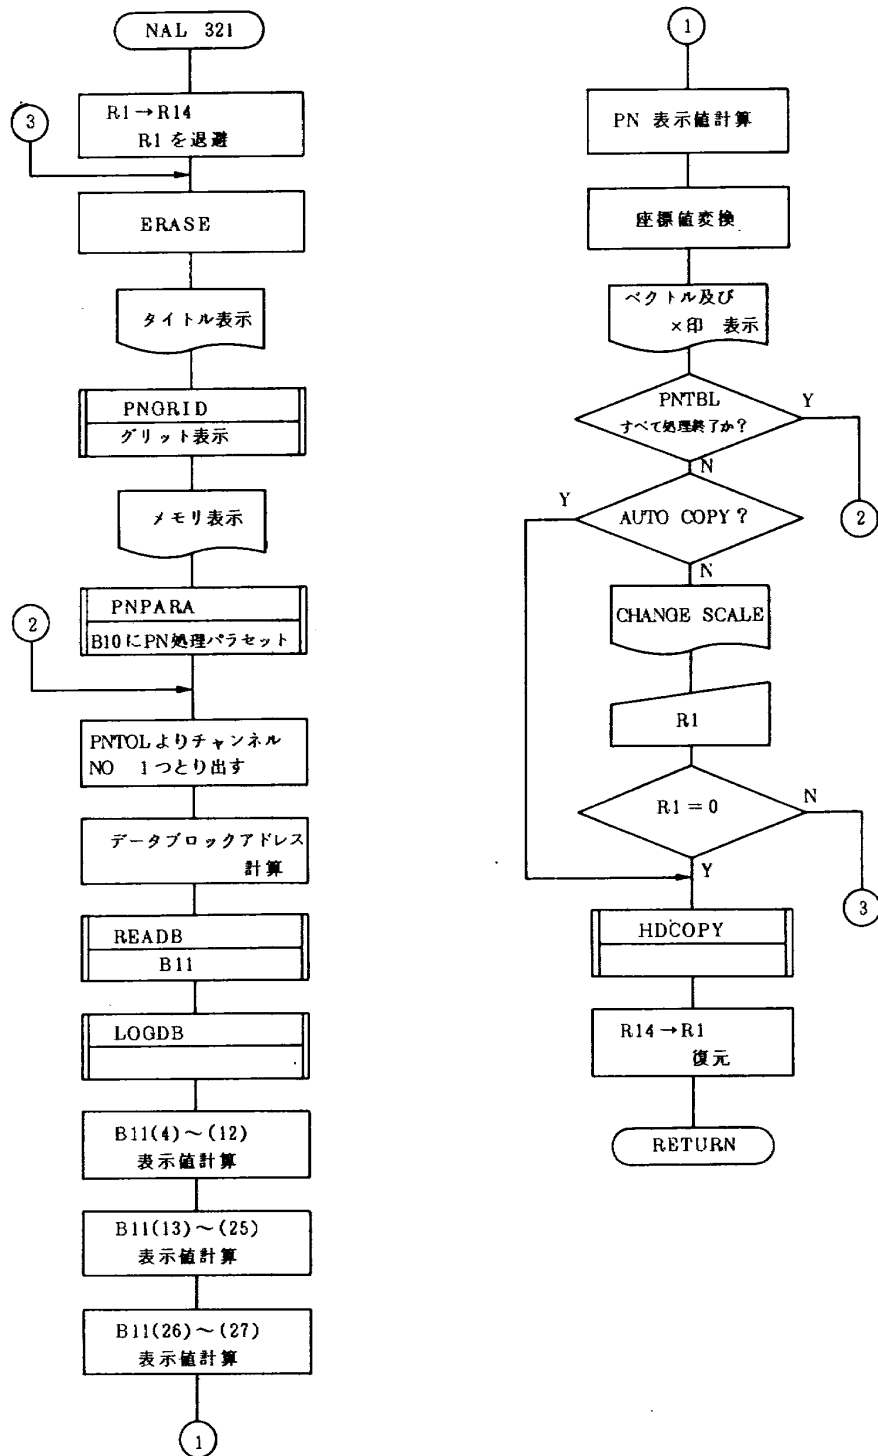 NAL 321
R1→R14
R1を退避
3
ERASE
タイトル表示
PNGRID
グリット表示
メモリ表示
PNPARA
B10にPN処理パラセット
2
PNTOLよりチャンネル
NO 1つとり出す
データブロックアドレス
計算
READB
B11
LOGDB
B11(4)~(12)
表示値計算
B11(13)~(25)
表示値計算
B11(26)~(27)
表示値計算
1
1
PN 表示値計算
座標値変換
ベクトル及び
×印 表示
PNTBL
すべて処理終了か?
Y
N
2
Y
AUTO COPY?
N
CHANGE SCALE
R1
R1=0
N
Y
3
HDCOPY
R14→R1
復元
RETURN